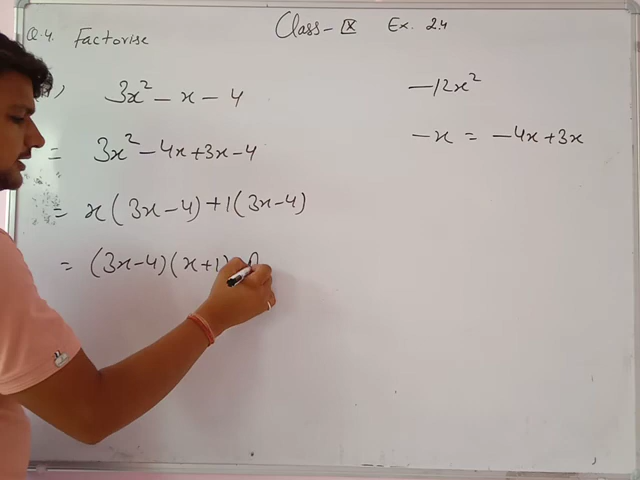 Class - IX Ex. 2.4
Q.4. Factorise
) 3x² - x - 4
= 3x² - 4x + 3x - 4
= x(3x - 4) + 1(3x - 4)
= (3x - 4)(x + 1)
- 12x²
- x = - 4x + 3x